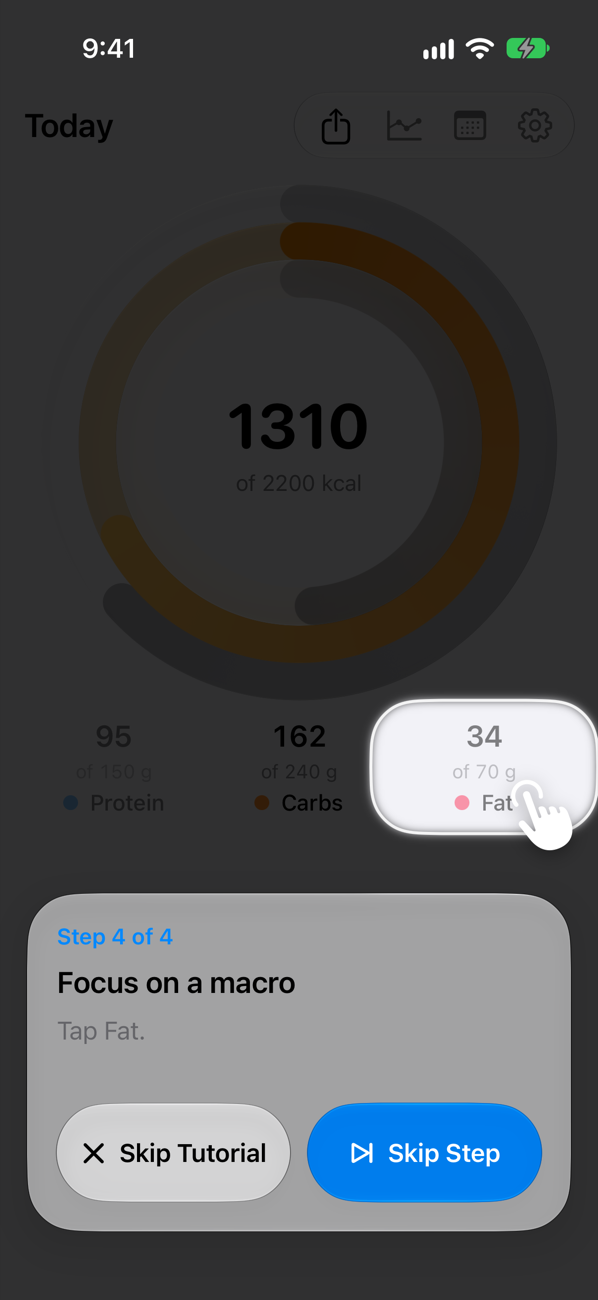 9:41
Today
1310
of 2200 kcal
95
of 150 g
Protein
162
of 240 g
Carbs
34
of 70 g
Fat
Step 4 of 4
Focus on a macro
Tap Fat.
Skip Tutorial
Skip Step